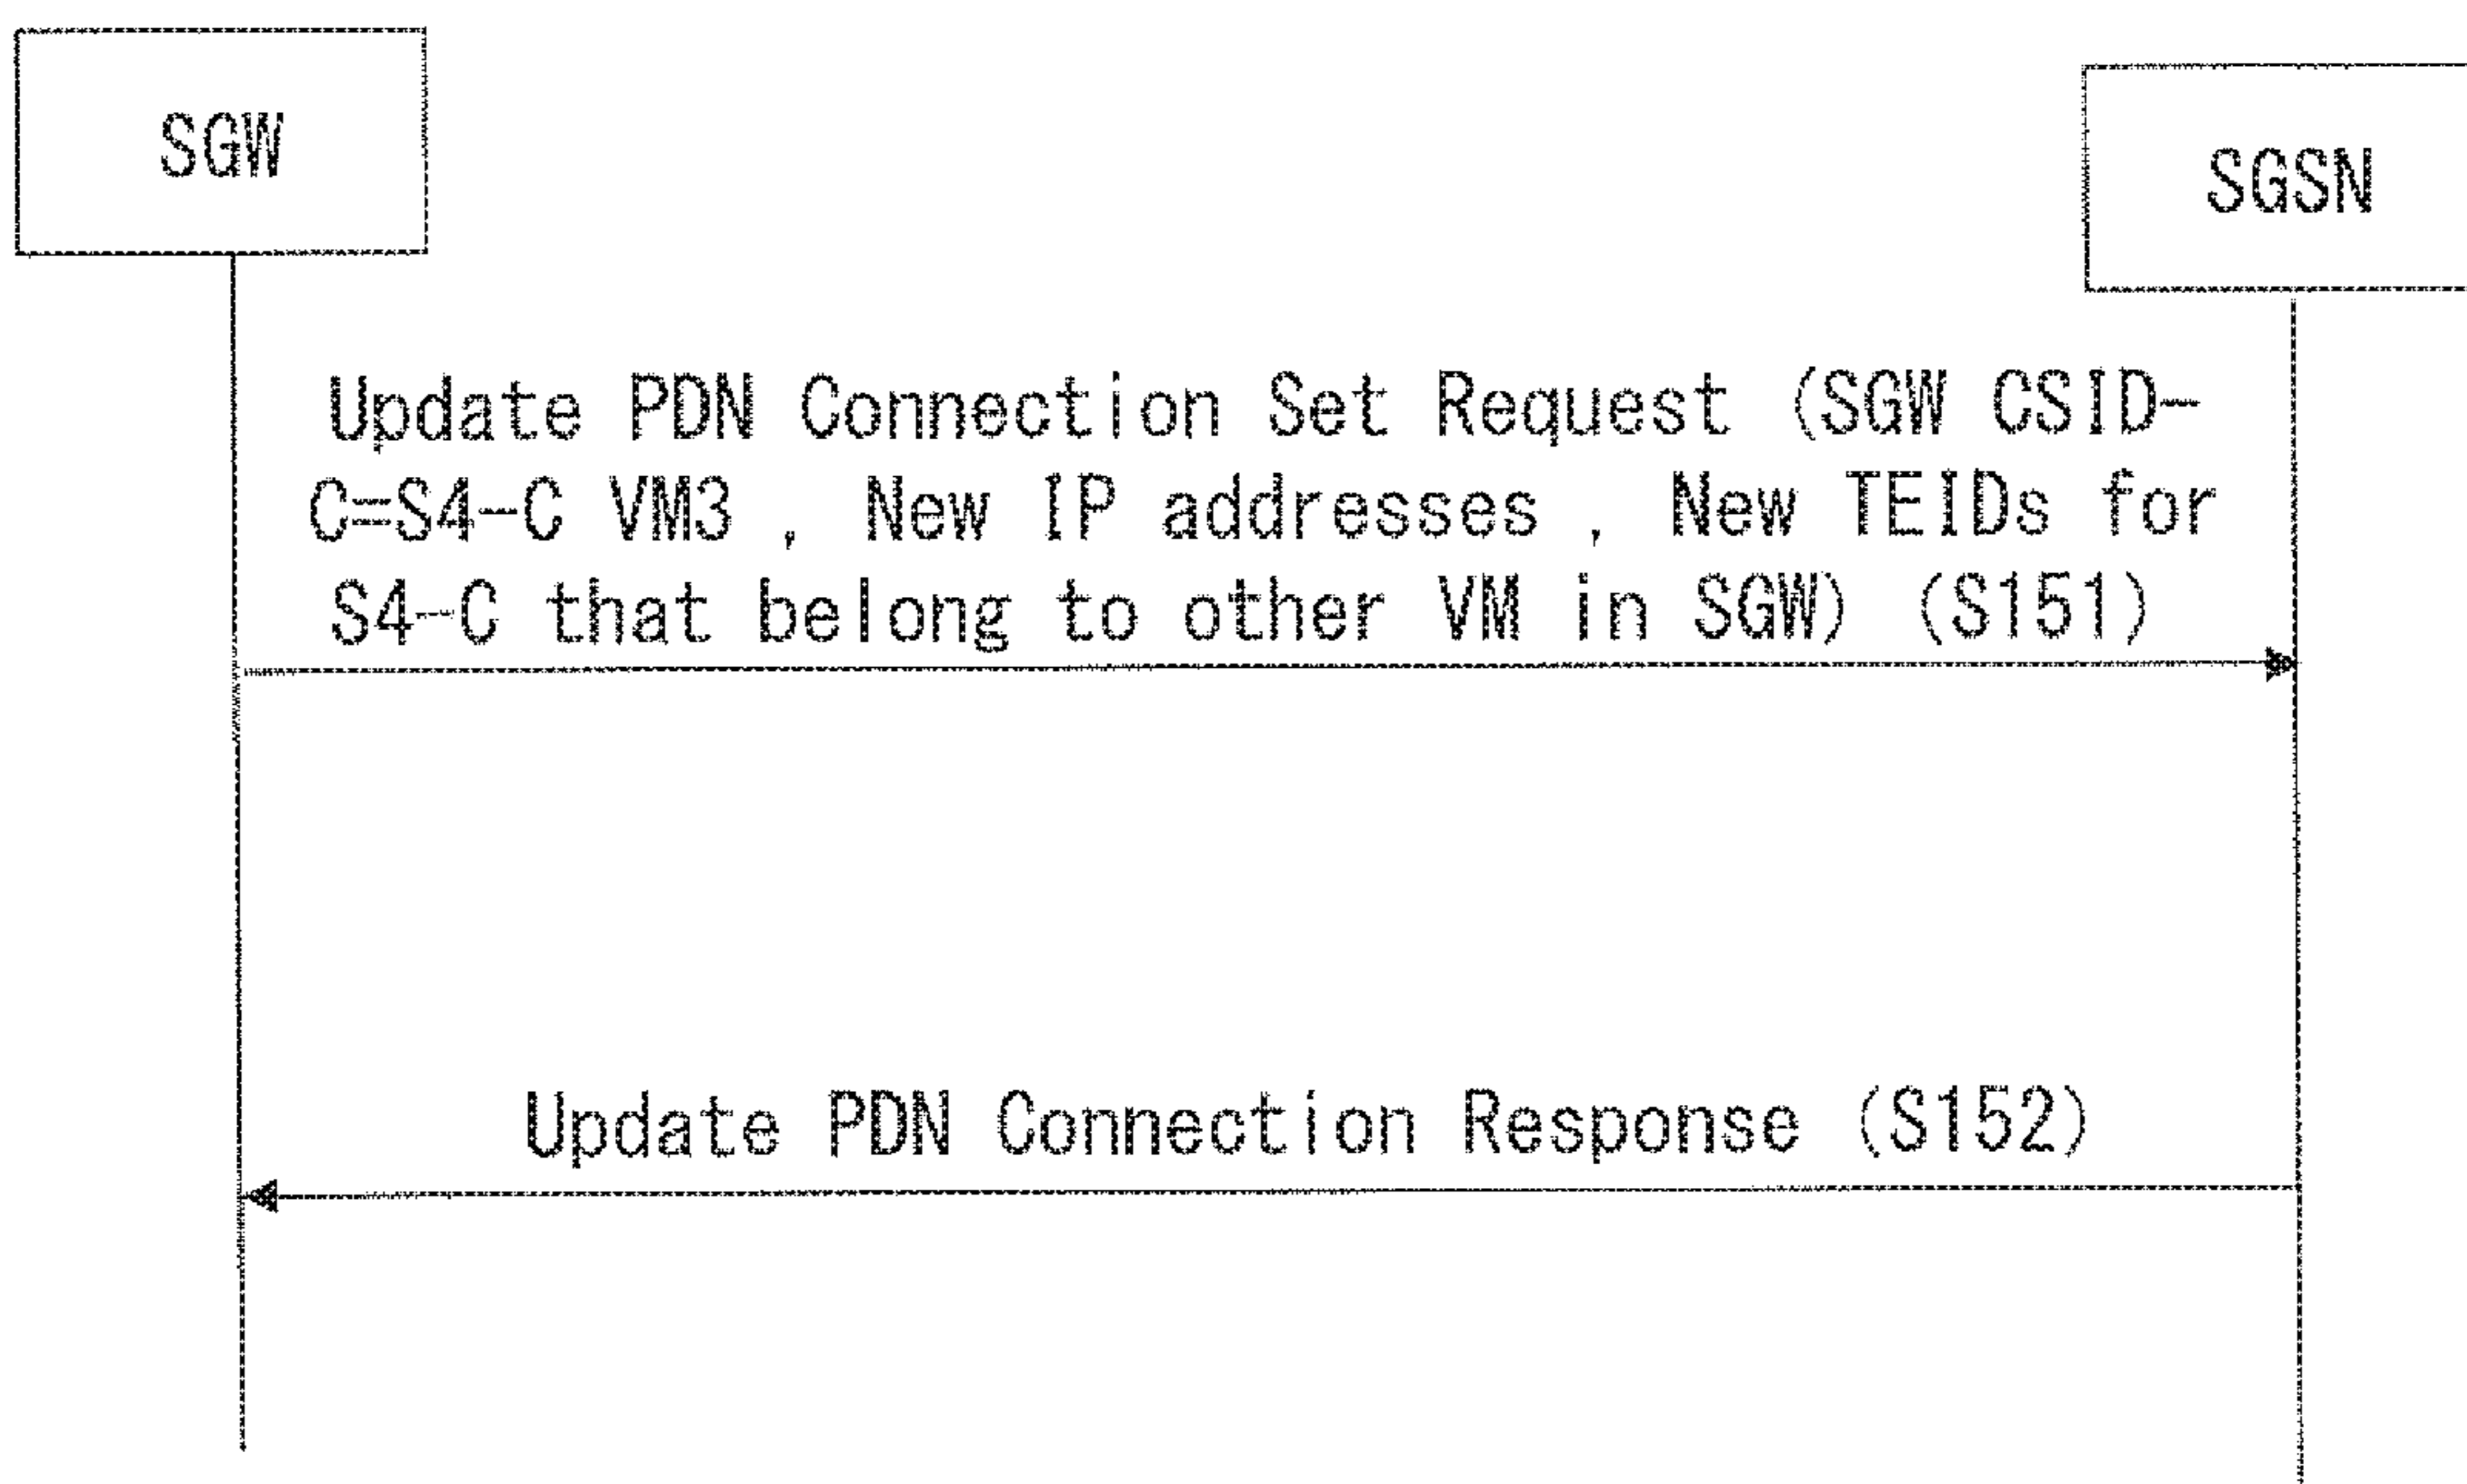 SGW
SGSN
Update PDN Connection Set Request (SGW CSID-
C=S4-C VM3 , New IP addresses , New TEIDs for
S4-C that belong to other VM in SGW) (S151)
Update PDN Connection Response (S152)